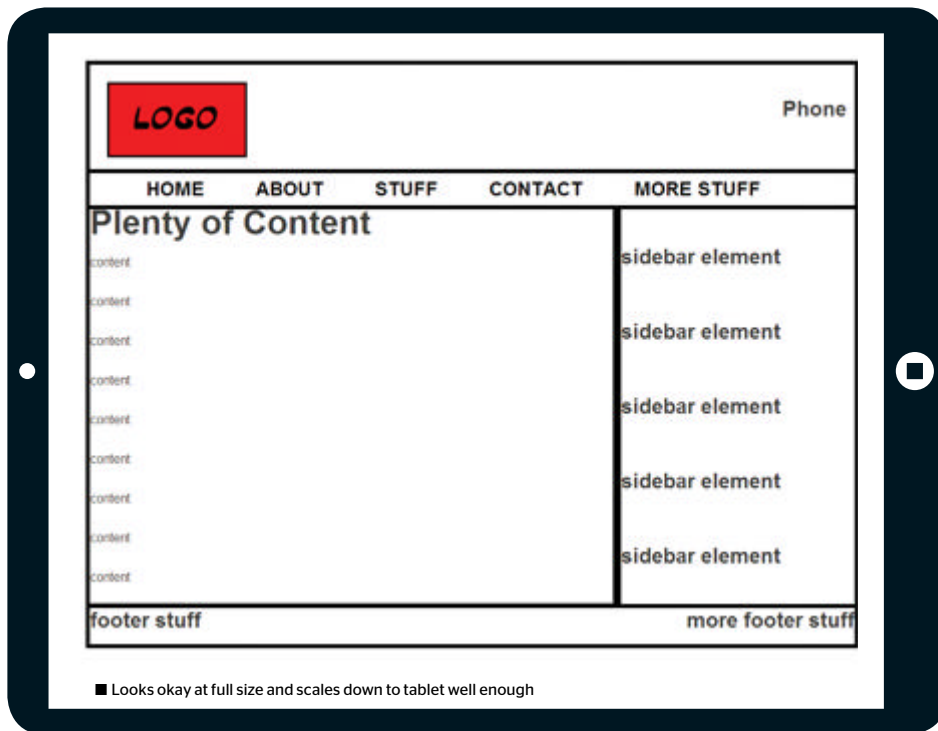 LOGO
Phone
HOME ABOUT STUFF CONTACT MORE STUFF
Plenty of Content
content
content
content
content
content
content
content
content
content
sidebar element
sidebar element
sidebar element
sidebar element
sidebar element
footer stuff
more footer stuff
Looks okay at full size and scales down to tablet well enough